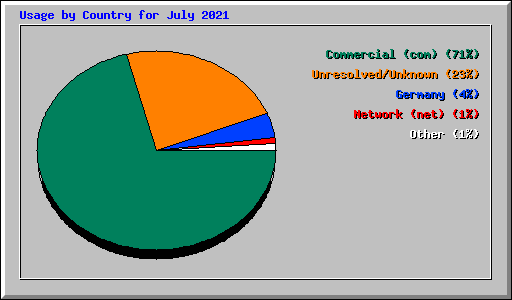 Usage by Country for July 2021
Commercial (com) (71%)
Unresolved/Unknown (23%)
Germany (4%)
Network (net) (1%)
Other (1%)